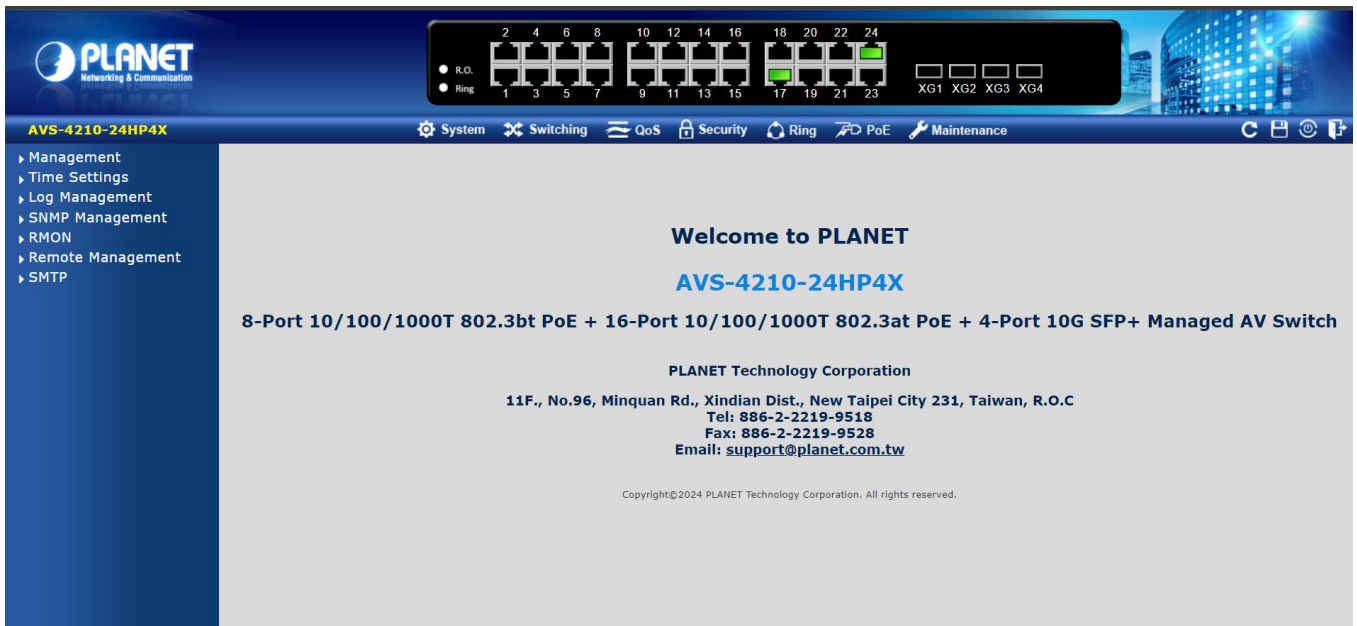 PLANET
Networking & Communication
2 4 6 8 10 12 14 16 18 20 22 24
R.O.
Ring
1 3 5 7 9 11 13 15 17 19 21 23
XG1 XG2 XG3 XG4
AVS-4210-24HP4X
System Switching QoS Security Ring PoE Maintenance
Management
Time Settings
Log Management
SNMP Management
RMON
Remote Management
SMTP
Welcome to PLANET
AVS-4210-24HP4X
8-Port 10/100/1000T 802.3bt PoE + 16-Port 10/100/1000T 802.3at PoE + 4-Port 10G SFP+ Managed AV Switch
PLANET Technology Corporation
11F., No.96, Minquan Rd., Xindian Dist., New Taipei City 231, Taiwan, R.O.C
Tel: 886-2-2219-9518
Fax: 886-2-2219-9528
Email: support@planet.com.tw
Copyright©2024 PLANET Technology Corporation. All rights reserved.